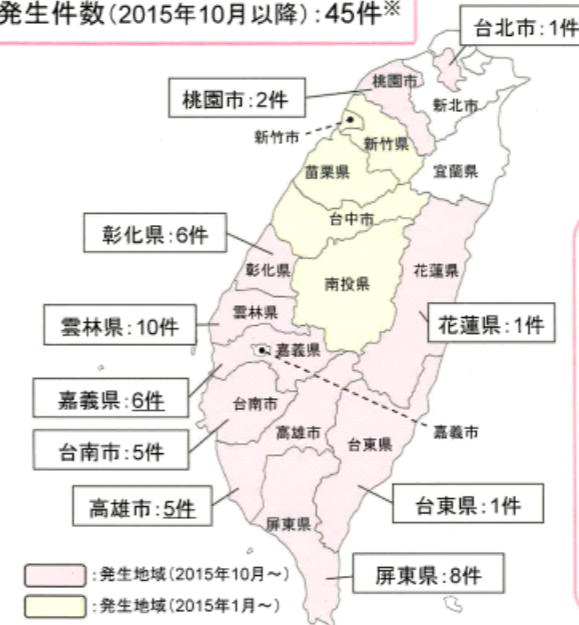 発生件数(2015年10月以降):45件※
台北市:1件
桃園市
桃園市:2件
新北市
新竹市
新竹県
苗栗県
宜蘭県
台中市
彰化県:6件
彰化県
南投県
花蓮県
雲林県
雲林県:10件
花蓮県:1件
嘉義県
嘉義県:6件
台南市
嘉義市
高雄市
台東県
台南市:5件
高雄市:5件
台東県:1件
屏東県
屏東県:8件
:発生地域(2015年10月~)
:発生地域(2015年1月~)